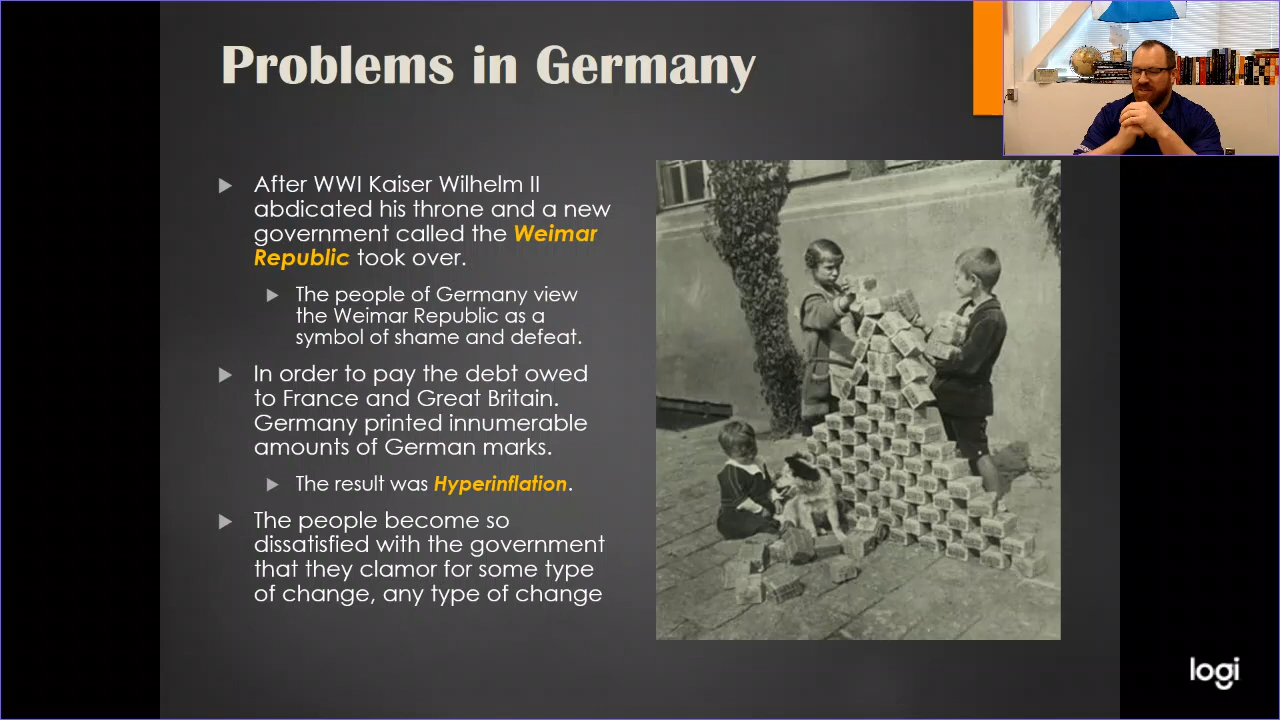 Problems in Germany
After WWI Kaiser Wilhelm II
abdicated his throne and a new
government called the Weimar
Republic took over.
The people of Germany view
the Weimar Republic as a
symbol of shame and defeat.
In order to pay the debt owed
to France and Great Britain.
Germany printed innumerable
amounts of German marks.
The result was Hyperinflation.
The people become so
dissatisfied with the government
that they clamor for some type
of change, any type of change
logi